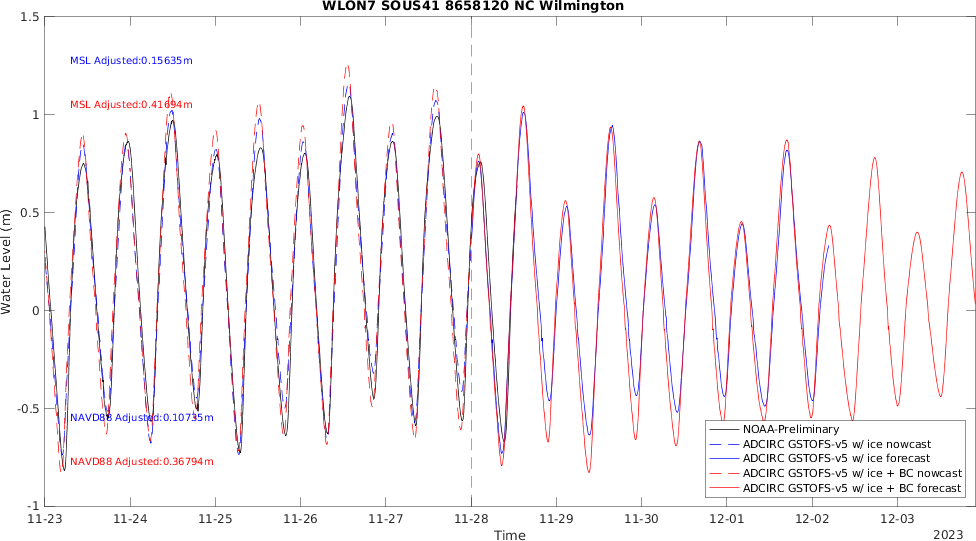 WLON7 SOUS41 8658120 NC Wilmington
1.5
1
0.5
0
-0.5
-1
Water Level (m)
MSL Adjusted:0.15635m
MSL Adjusted:0.41694m
NAVD88 Adjusted:0.10735m
NAVD88 Adjusted:0.36794m
NOAA-Preliminary
ADCIRC GSTOFS-v5 w/ ice nowcast
ADCIRC GSTOFS-v5 w/ ice forecast
ADCIRC GSTOFS-v5 w/ ice + BC nowcast
ADCIRC GSTOFS-v5 w/ ice + BC forecast
11-23 11-24 11-25 11-26 11-27 11-28 11-29 11-30 12-01 12-02 12-03
Time
2023